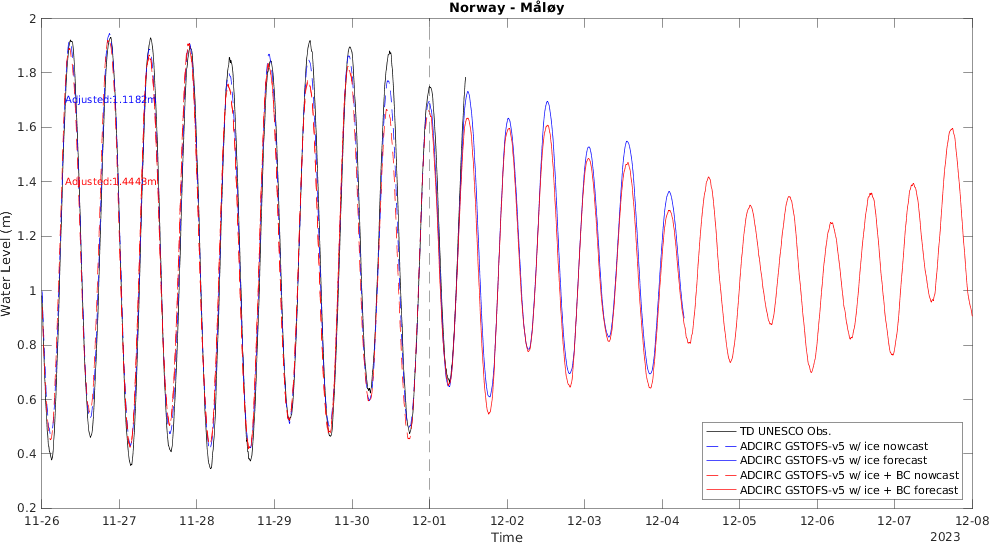 Norway - Måløy
2
1.8
1.6
1.4
1.2
1
0.8
0.6
0.4
0.2
Water Level (m)
Adjusted:1.1182m
Adjusted:1.4443m
TD UNESCO Obs.
ADCIRC GSTOFS-v5 w/ ice nowcast
ADCIRC GSTOFS-v5 w/ ice forecast
ADCIRC GSTOFS-v5 w/ ice + BC nowcast
ADCIRC GSTOFS-v5 w/ ice + BC forecast
11-26 11-27 11-28 11-29 11-30 12-01 12-02 12-03 12-04 12-05 12-06 12-07 12-08
Time
2023